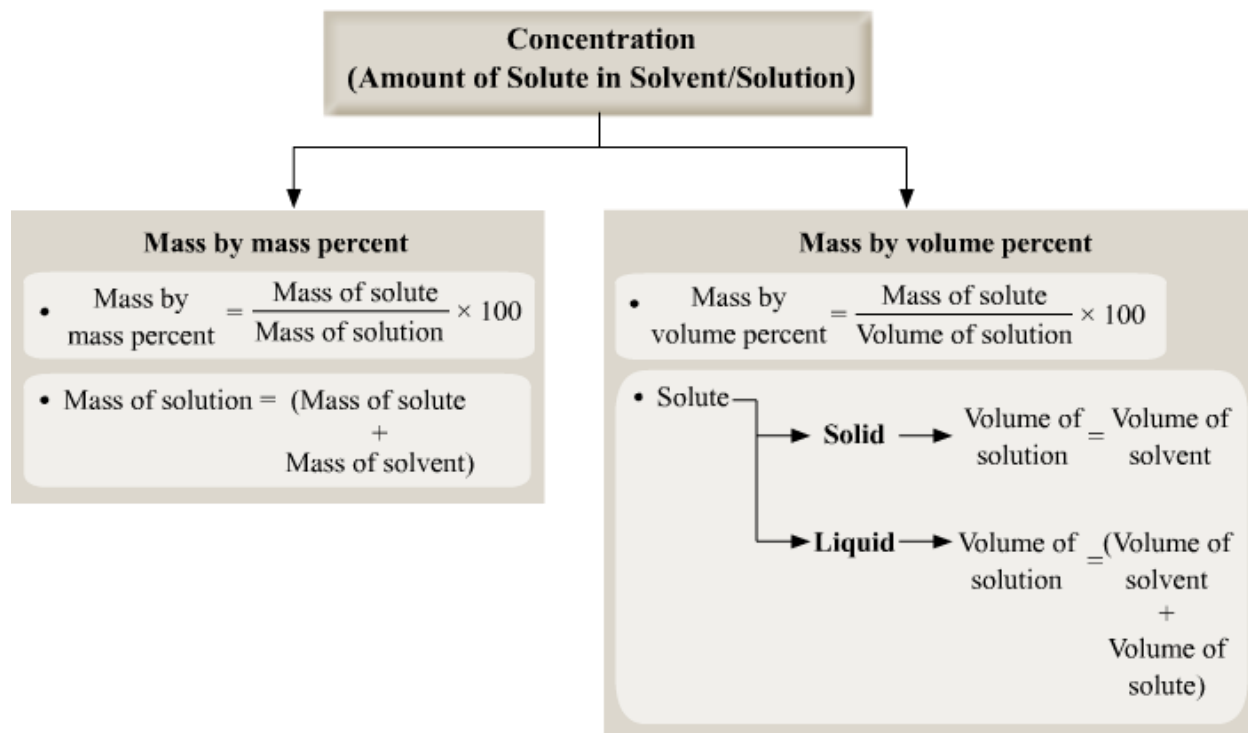 Concentration
(Amount of Solute in Solvent/Solution)
Mass by mass percent
• Mass by mass percent = Mass of solute / Mass of solution × 100
• Mass of solution = (Mass of solute
+
Mass of solvent)
Mass by volume percent
• Mass by volume percent = Mass of solute / Volume of solution × 100
• Solute
Solid
Volume of solution = Volume of solvent
Liquid
Volume of solution = (Volume of solvent
+
Volume of solute)